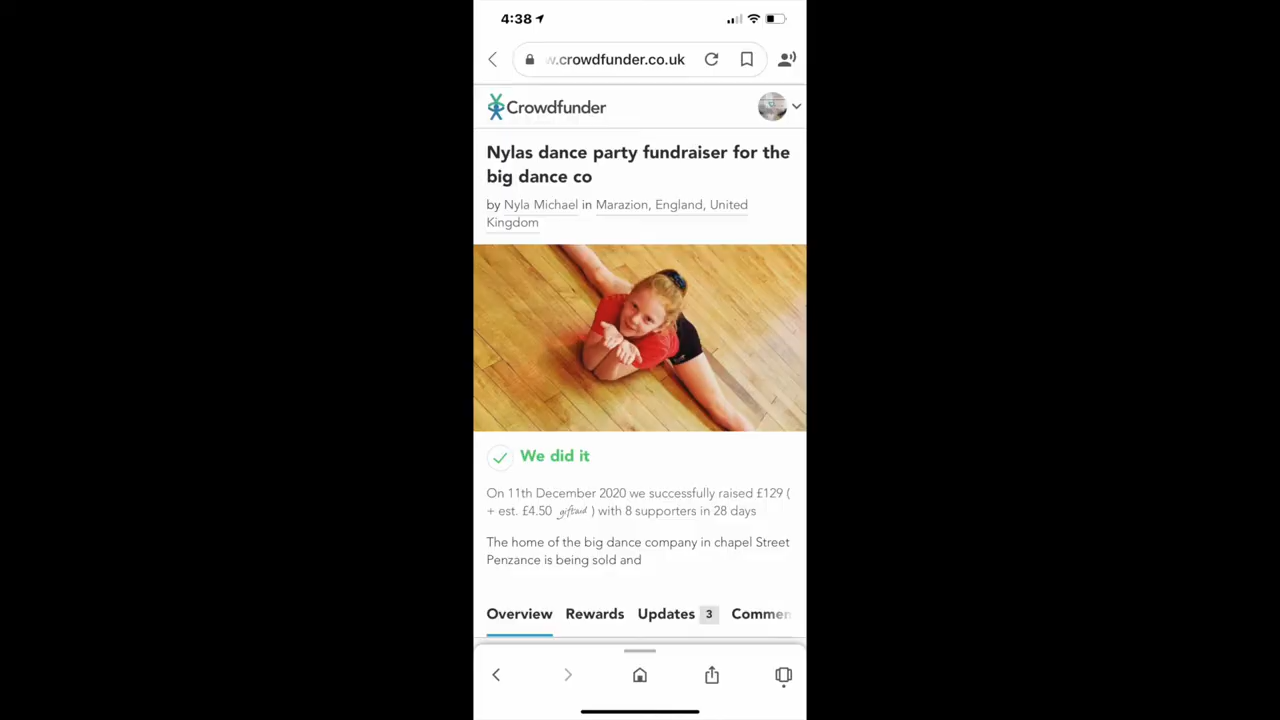 4:38
w.crowdfunder.co.uk
Crowdfunder
Nylas dance party fundraiser for the
big dance co
by Nyla Michael in Marazion, England, United
Kingdom
We did it
On 11th December 2020 we successfully raised £129 (
+ est. £4.50 giftaid ) with 8 supporters in 28 days
The home of the big dance company in chapel Street
Penzance is being sold and
Overview Rewards Updates 3 Commen